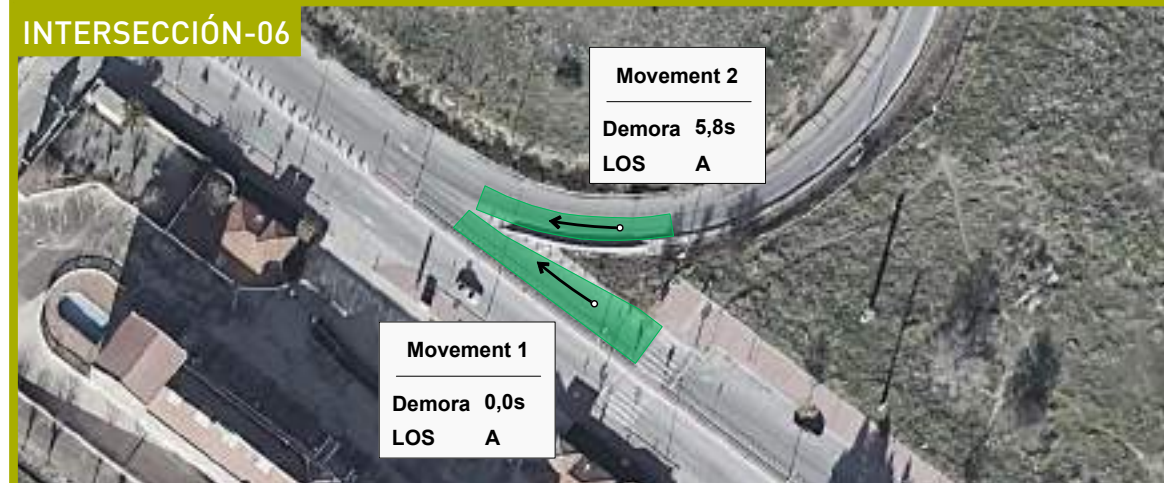 INTERSECCIÓN-06
Movement 2
Demora 5,8s
LOS A
Movement 1
Demora 0,0s
LOS A